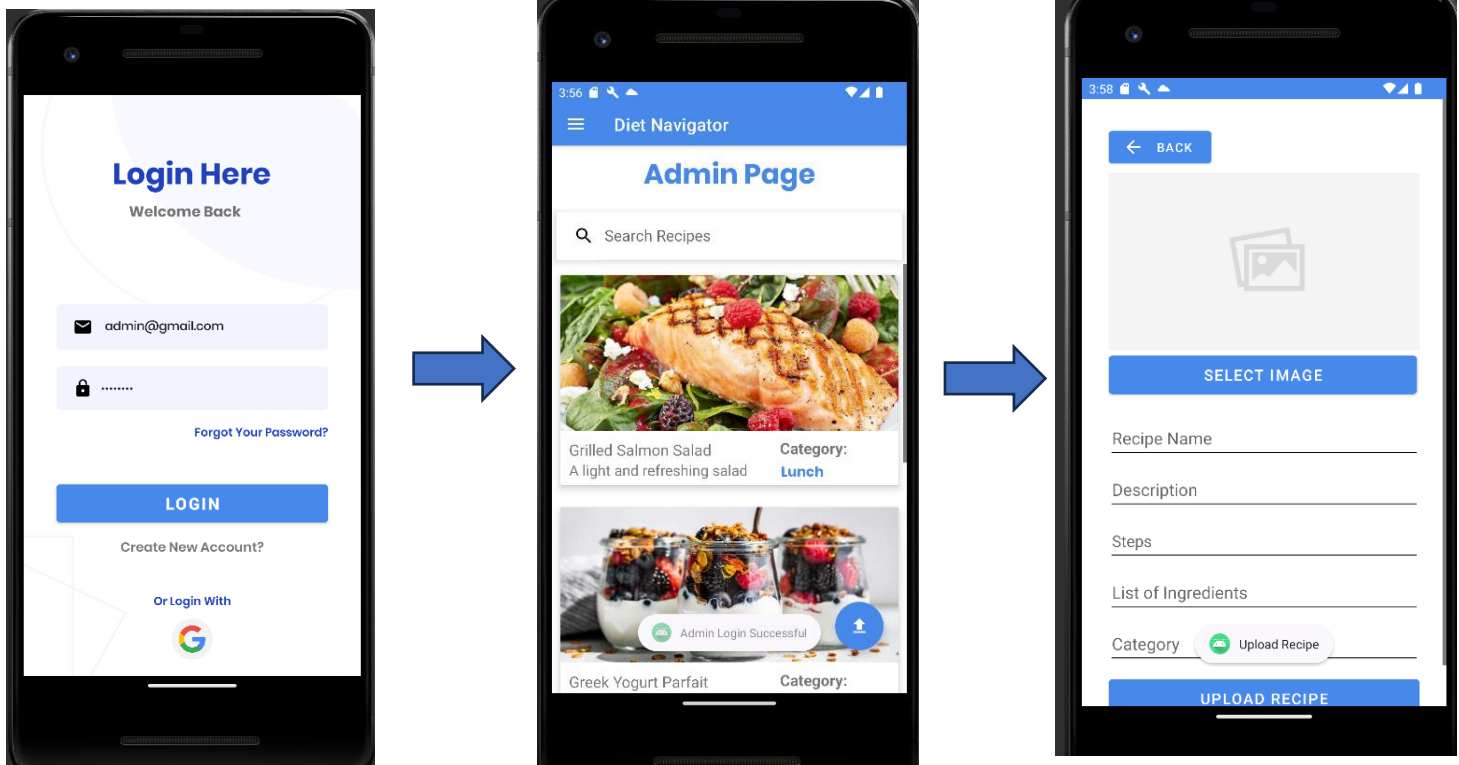 Login Here
Welcome Back
admin@gmail.com
········
Forgot Your Password?
LOGIN
Create New Account?
Or Login With
G
3:56
Diet Navigator
Admin Page
Search Recipes
Grilled Salmon Salad
A light and refreshing salad
Category:
Lunch
Admin Login Successful
Greek Yogurt Parfait
Category:
3:58
BACK
SELECT IMAGE
Recipe Name
Description
Steps
List of Ingredients
Category
Upload Recipe
UPLOAD RECIPE